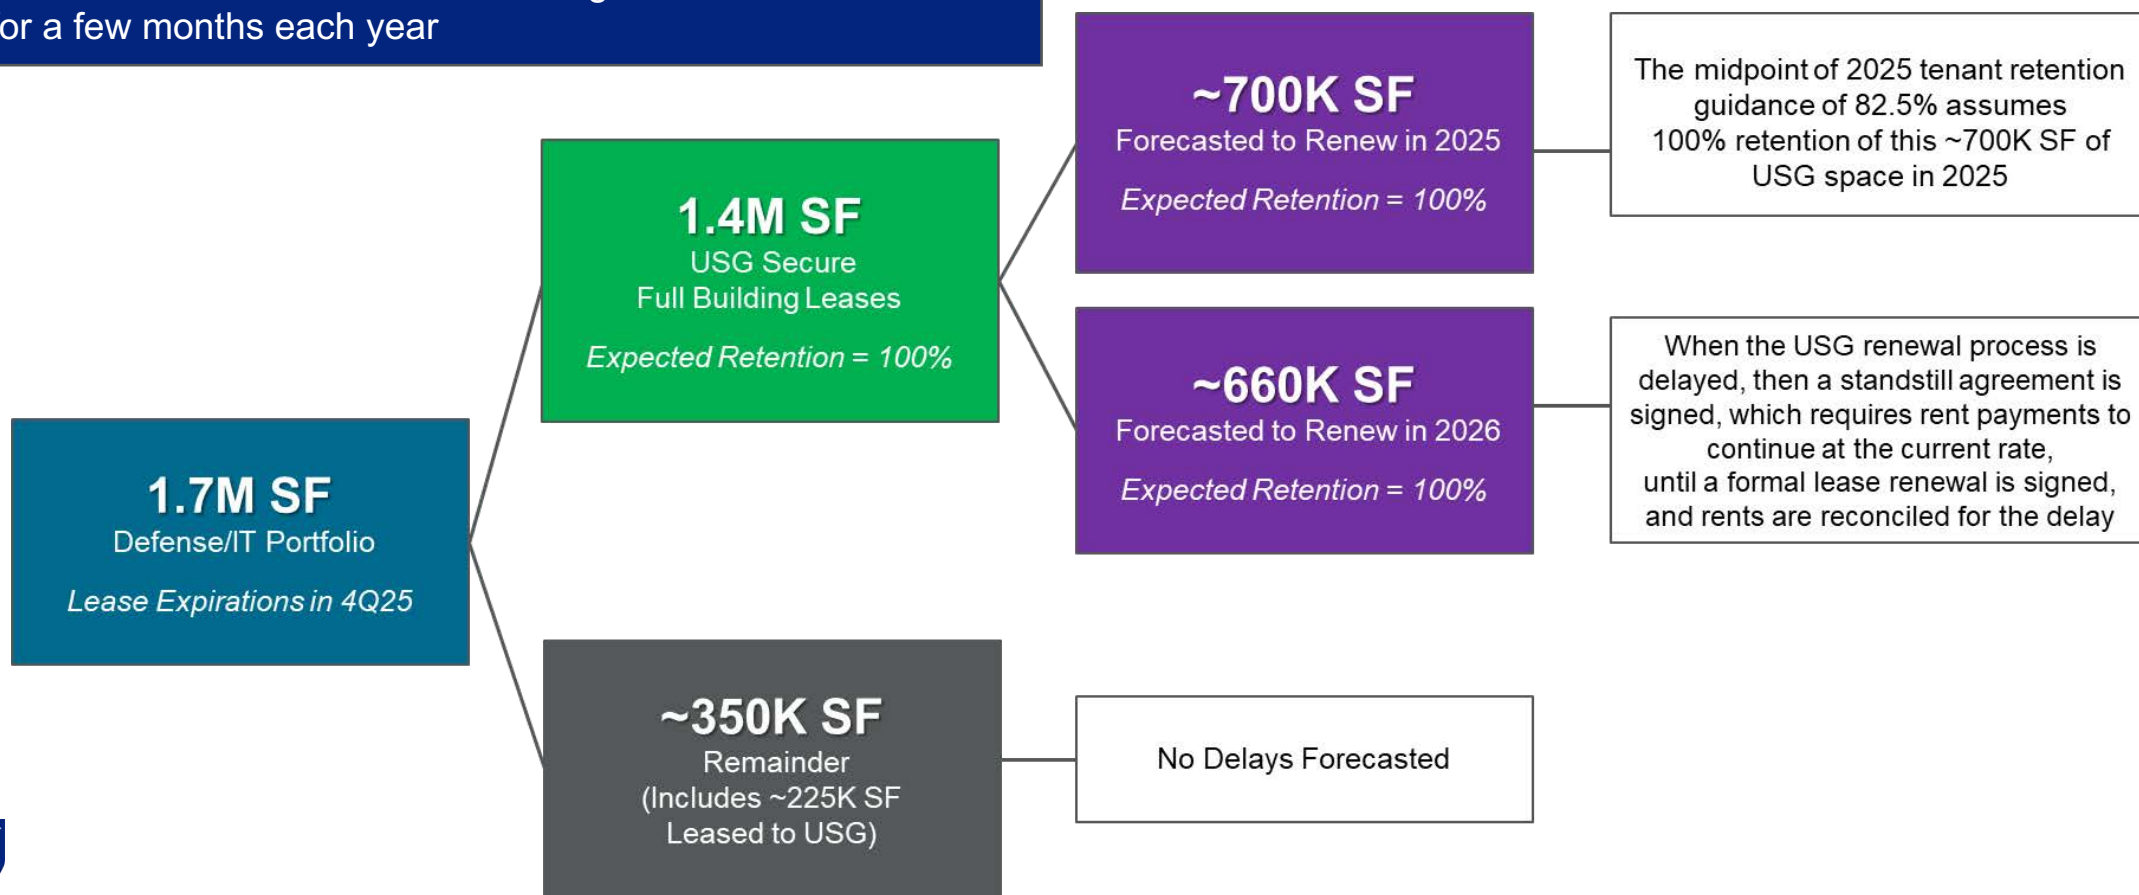 or a few months each year
~700K SF
Forecasted to Renew in 2025
Expected Retention = 100%
The midpoint of 2025 tenant retention
guidance of 82.5% assumes
100% retention of this ~700K SF of
USG space in 2025
1.4M SF
USG Secure
Full Building Leases
Expected Retention = 100%
~660K SF
Forecasted to Renew in 2026
Expected Retention = 100%
When the USG renewal process is
delayed, then a standstill agreement is
signed, which requires rent payments to
continue at the current rate,
until a formal lease renewal is signed,
and rents are reconciled for the delay
1.7M SF
Defense/IT Portfolio
Lease Expirations in 4Q25
~350K SF
Remainder
(Includes ~225K SF
Leased to USG)
No Delays Forecasted